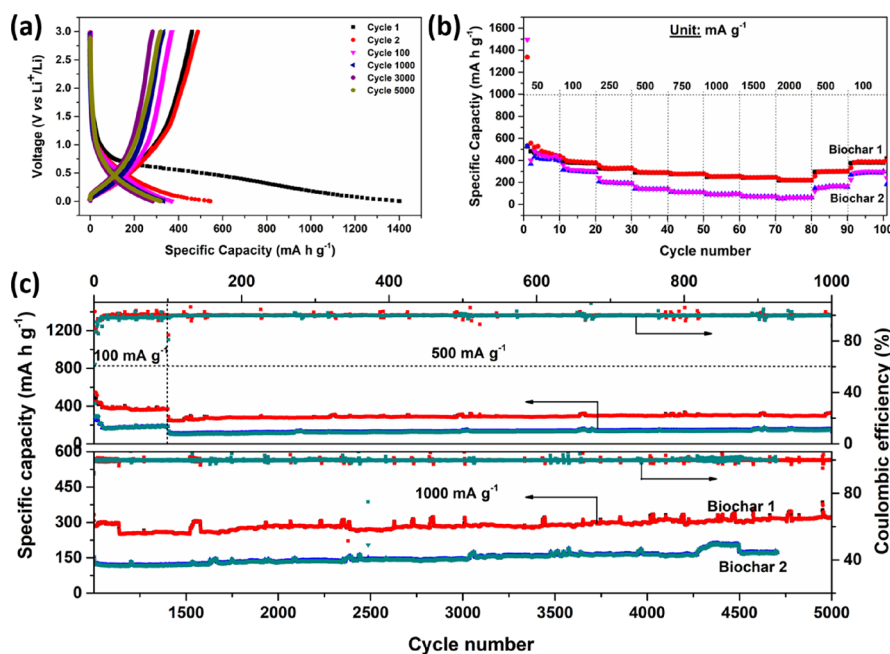 (a)
Voltage (V vs Li⁺/Li)
3.0
2.5
2.0
1.5
1.0
0.5
0.0
Cycle 1
Cycle 2
Cycle 100
Cycle 1000
Cycle 3000
Cycle 5000
0 200 400 600 800 1000 1200 1400
Specific Capacity (mA h g⁻¹)
(b)
Specific Capactiy (mA h g⁻¹)
1600
1400
1200
1000
800
600
400
200
0
Unit: mA g⁻¹
50 100 250 500 750 1000 1500 2000 500 100
Biochar 1
Biochar 2
0 10 20 30 40 50 60 70 80 90 100
Cycle number
(c)
0 200 400 600 800 1000
Specific capacity (mA h g⁻¹)
1200
800
400
0
100 mA g⁻¹
500 mA g⁻¹
80
60
40
20
0
Coulombic efficiency (%)
600
450
300
150
0
1000 mA g⁻¹
Biochar 1
Biochar 2
80
40
0
1500 2000 2500 3000 3500 4000 4500 5000
Cycle number